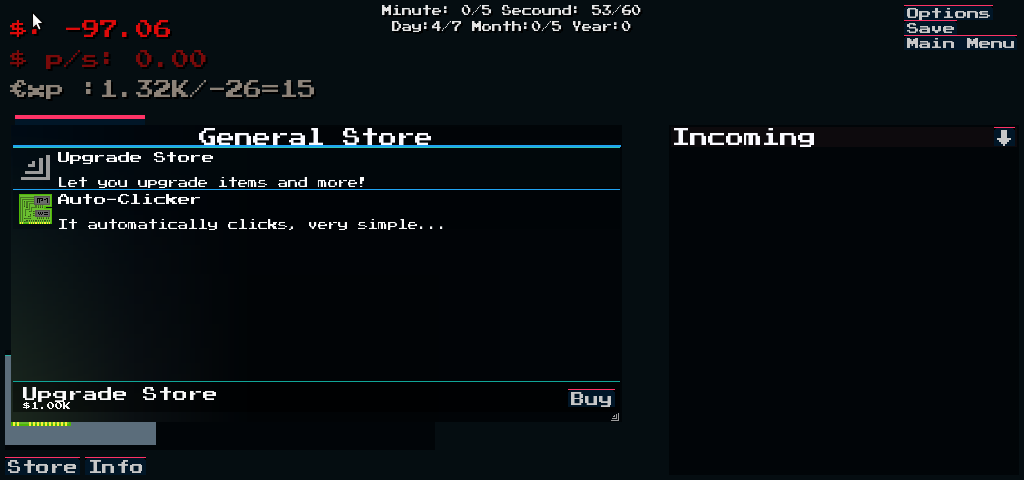 Minute: 0/5 Secound: 53/60
Day:4/7 Month:0/5 Year:0
Options
Save
Main Menu
$: -97.06
$ p/s: 0.00
€xp :1.32K/-26=15
General Store
Upgrade Store
Let you upgrade items and more!
Auto-Clicker
It automatically clicks, very simple...
Upgrade Store
$1.00K
Buy
Incoming
Store
Info